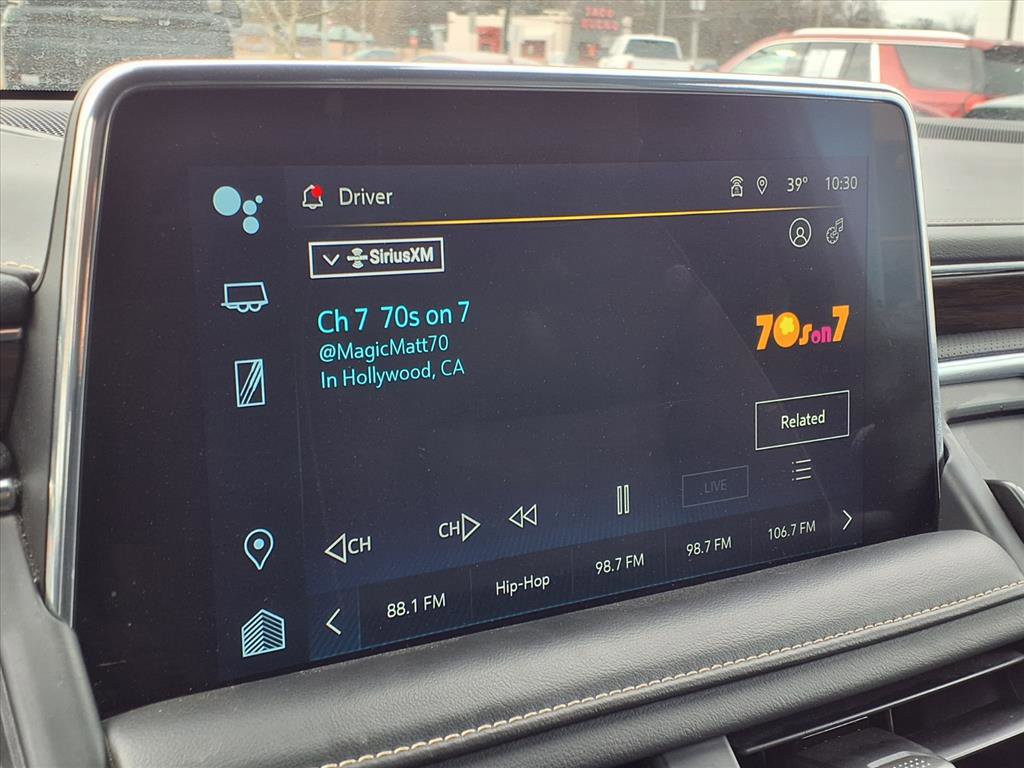 TACO
Driver
39° 10:30
SiriusXM
Ch 7 70s on 7
@MagicMatt70
In Hollywood, CA
70s on 7
Related
LIVE
CH CH
88.1 FM Hip-Hop 98.7 FM 98.7 FM 106.7 FM